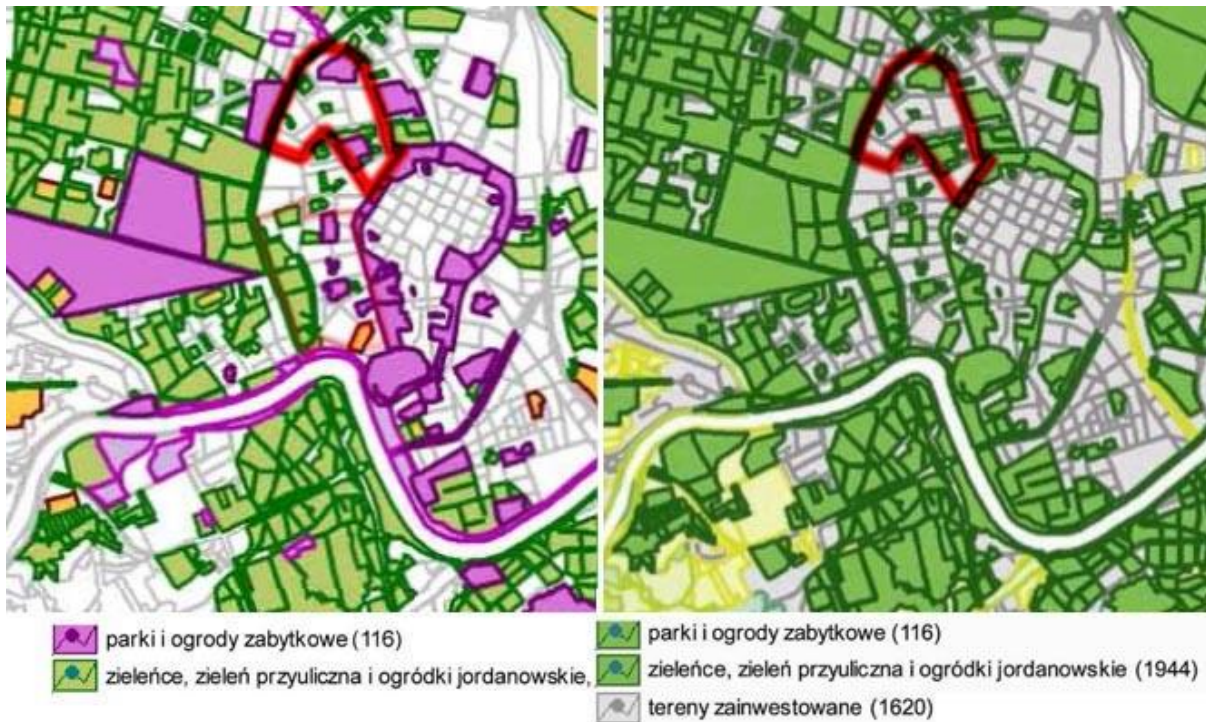 parki i ogrody zabytkowe (116)
zieleńce, zieleń przyuliczna i ogródki jordanowskie,
parki i ogrody zabytkowe (116)
zieleńce, zieleń przyuliczna i ogródki jordanowskie (1944)
tereny zainwestowane (1620)